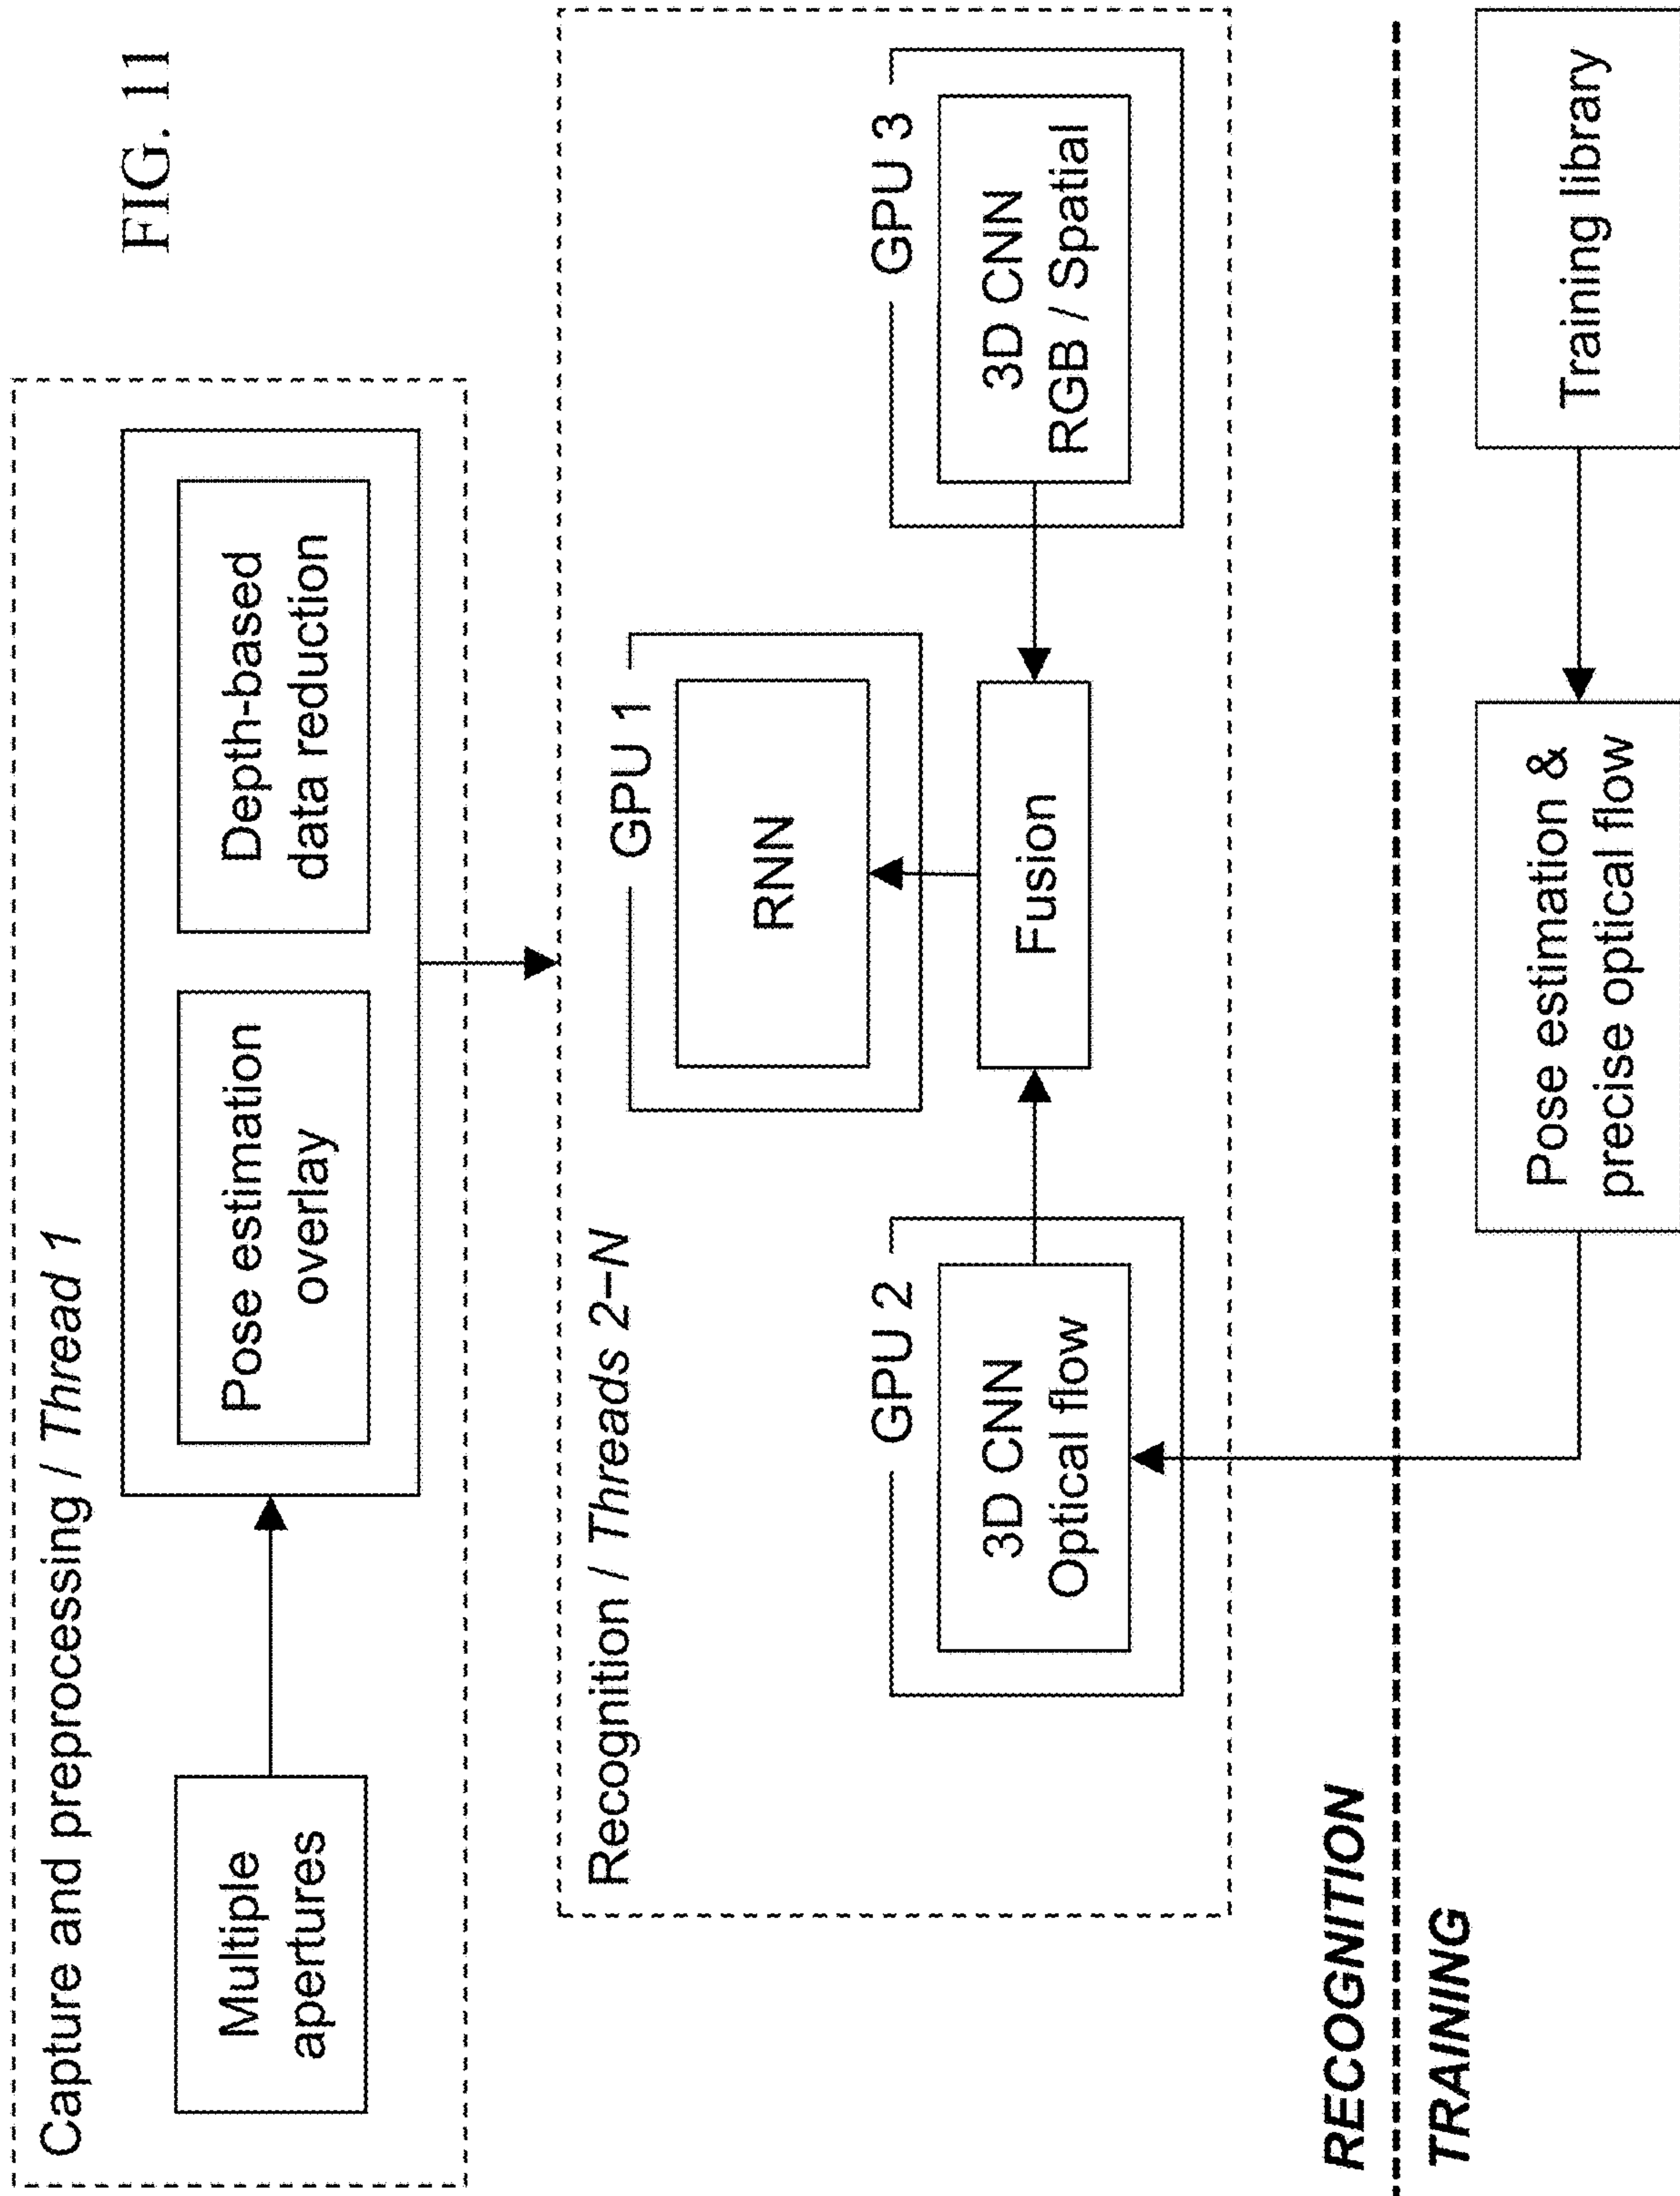 FIG. 11
Capture and preprocessing / Thread 1
Multiple
apertures
Pose estimation
overlay
Depth-based
data reduction
Recognition / Threads 2–N
GPU 1
RNN
GPU 2
3D CNN
Optical flow
Fusion
GPU 3
3D CNN
RGB / Spatial
RECOGNITION
TRAINING
Pose estimation &
precise optical flow
Training library